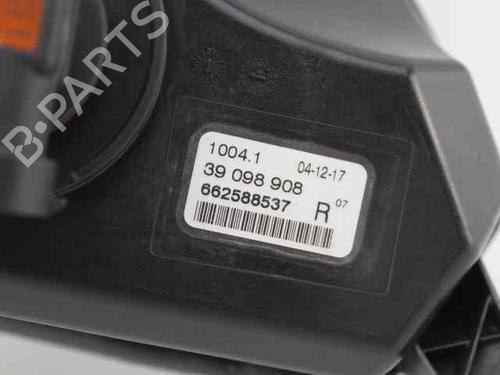 B-PARTS
1004.1 04-12-17
39 098 908
662588537 R 07